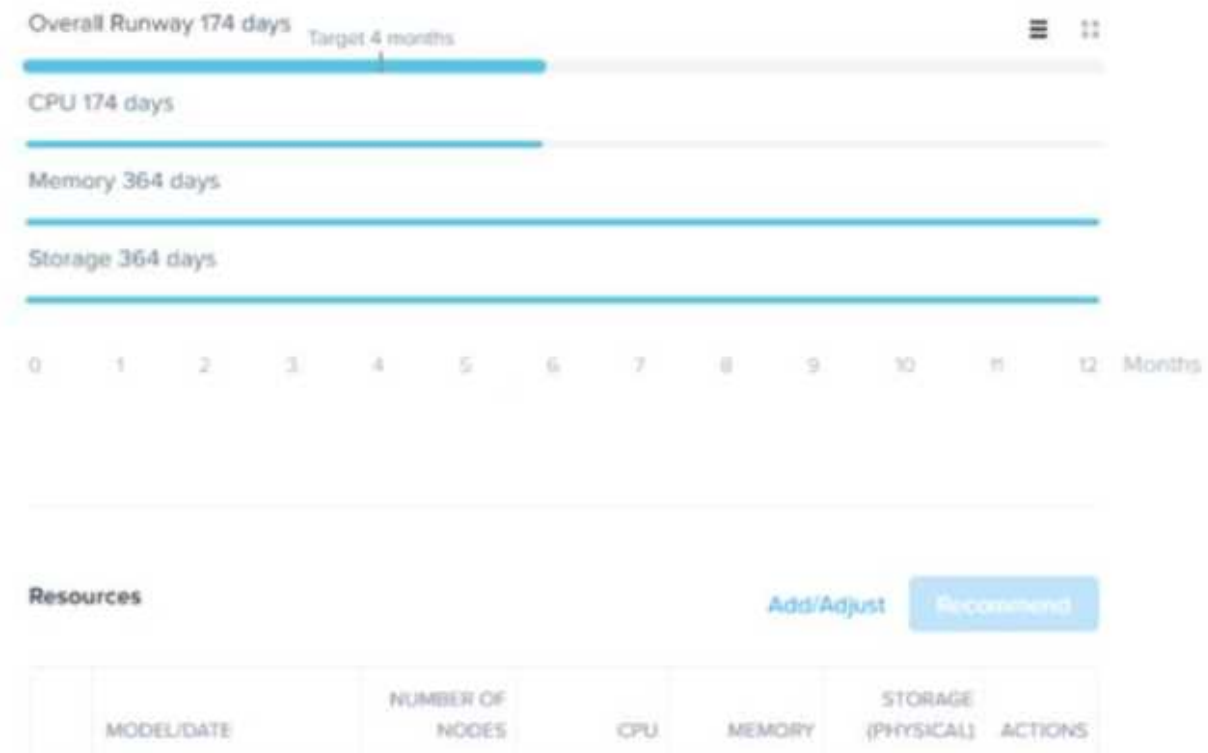 Overall Runway 174 days
Target 4 months
CPU 174 days
Memory 364 days
Storage 364 days
0 1 2 3 4 5 6 7 8 9 10 11 12 Months
Resources
Add/Adjust Recommend
NUMBER OF STORAGE
MODEL/DATE NODES CPU MEMORY (PHYSICAL) ACTIONS